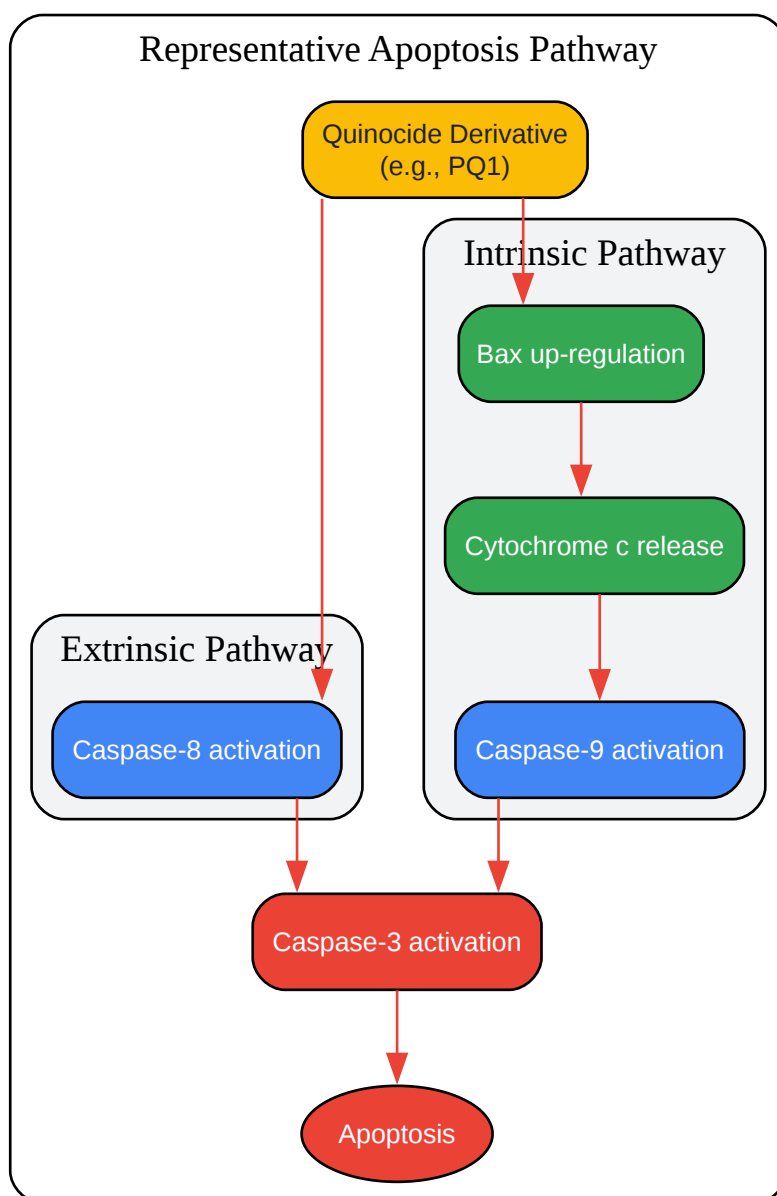 Representative Apoptosis Pathway
Quinocide Derivative
(e.g., PQ1)
Intrinsic Pathway
Bax up-regulation
Cytochrome c release
Extrinsic Pathway
Caspase-8 activation
Caspase-9 activation
Caspase-3 activation
Apoptosis